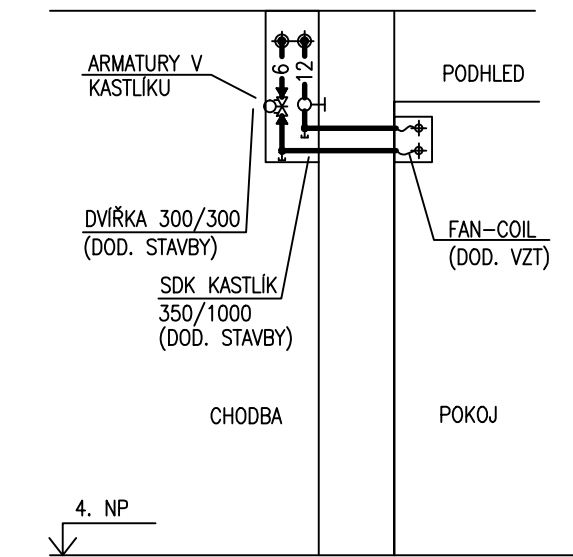 ARMATURY V
KASTLÍKU
6
12
PODHLED
DVÍŘKA 300/300
(DOD. STAVBY)
FAN-COIL
(DOD. VZT)
SDK KASTLÍK
350/1000
(DOD. STAVBY)
CHODBA
POKOJ
4. NP